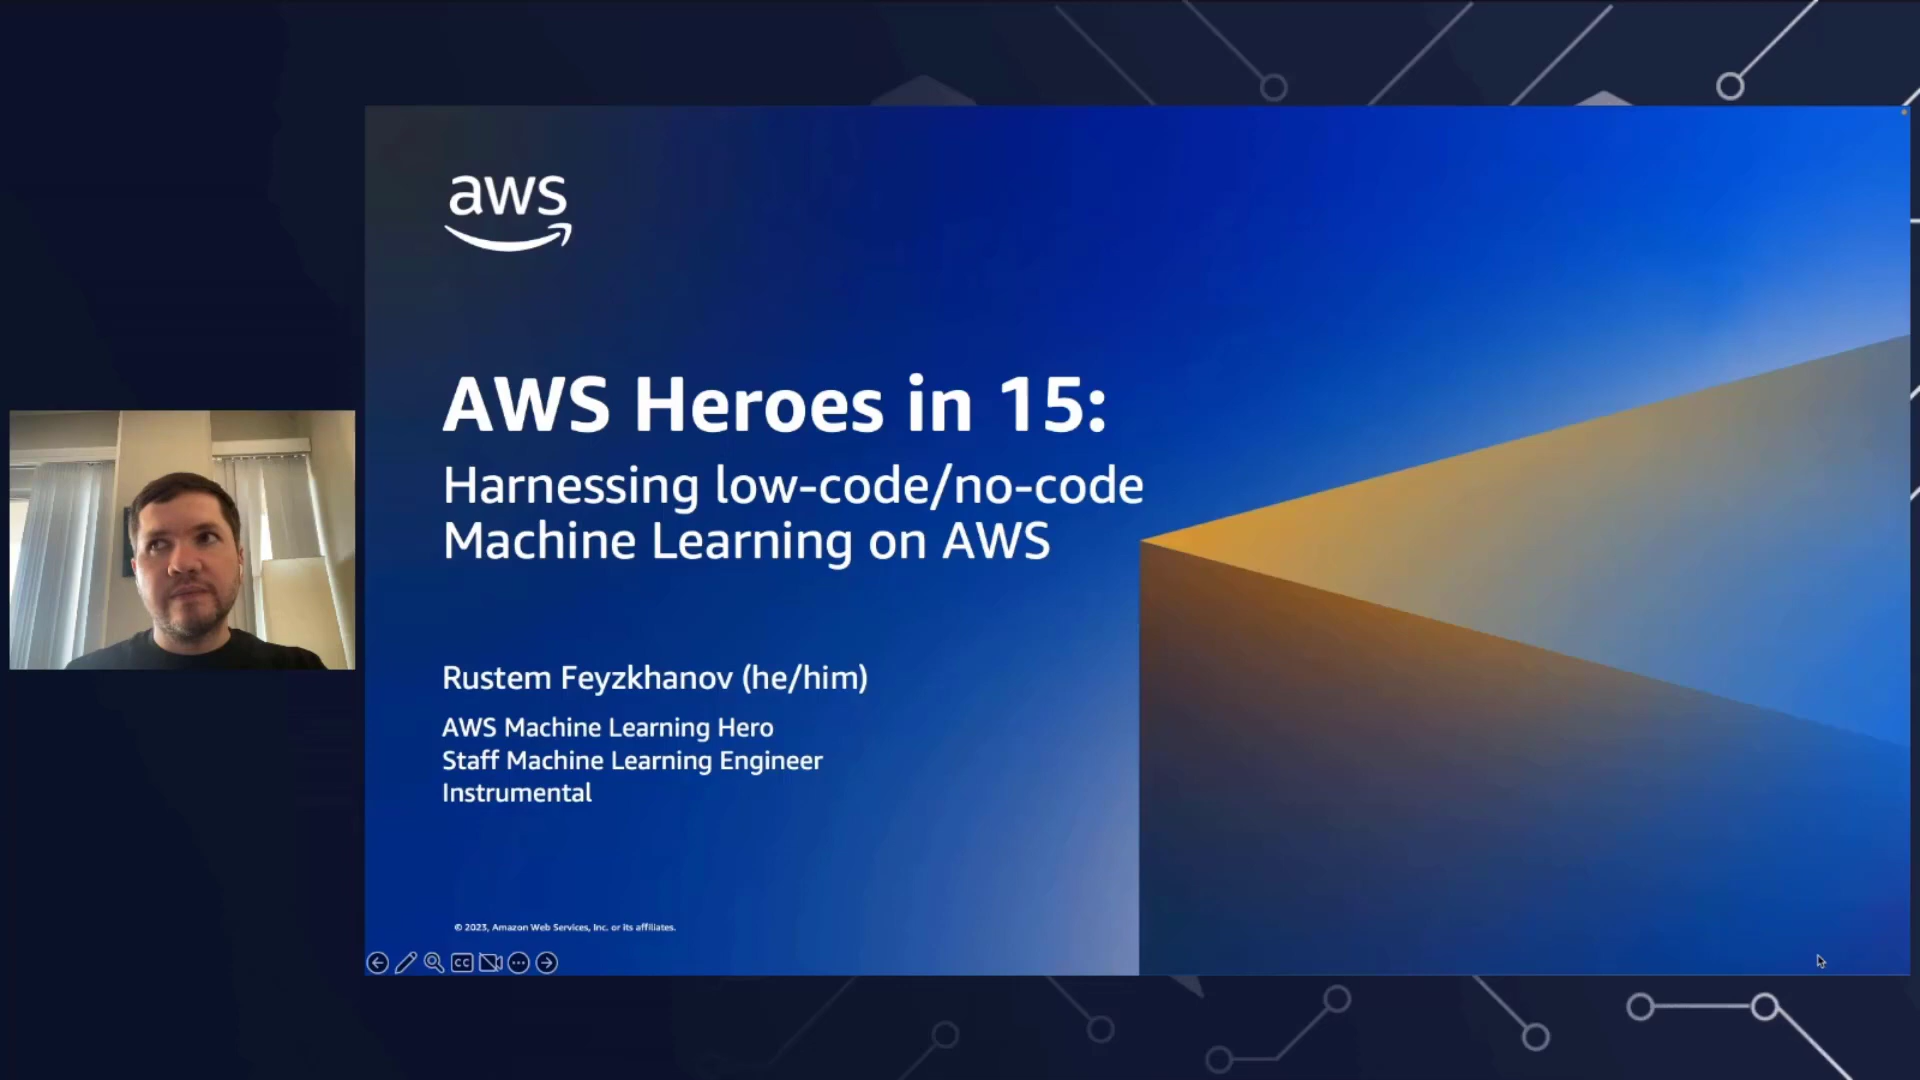 aws
AWS Heroes in 15:
Harnessing low-code/no-code
Machine Learning on AWS
Rustem Feyzkhanov (he/him)
AWS Machine Learning Hero
Staff Machine Learning Engineer
Instrumental
© 2023, Amazon Web Services, Inc. or its affiliates.
CC